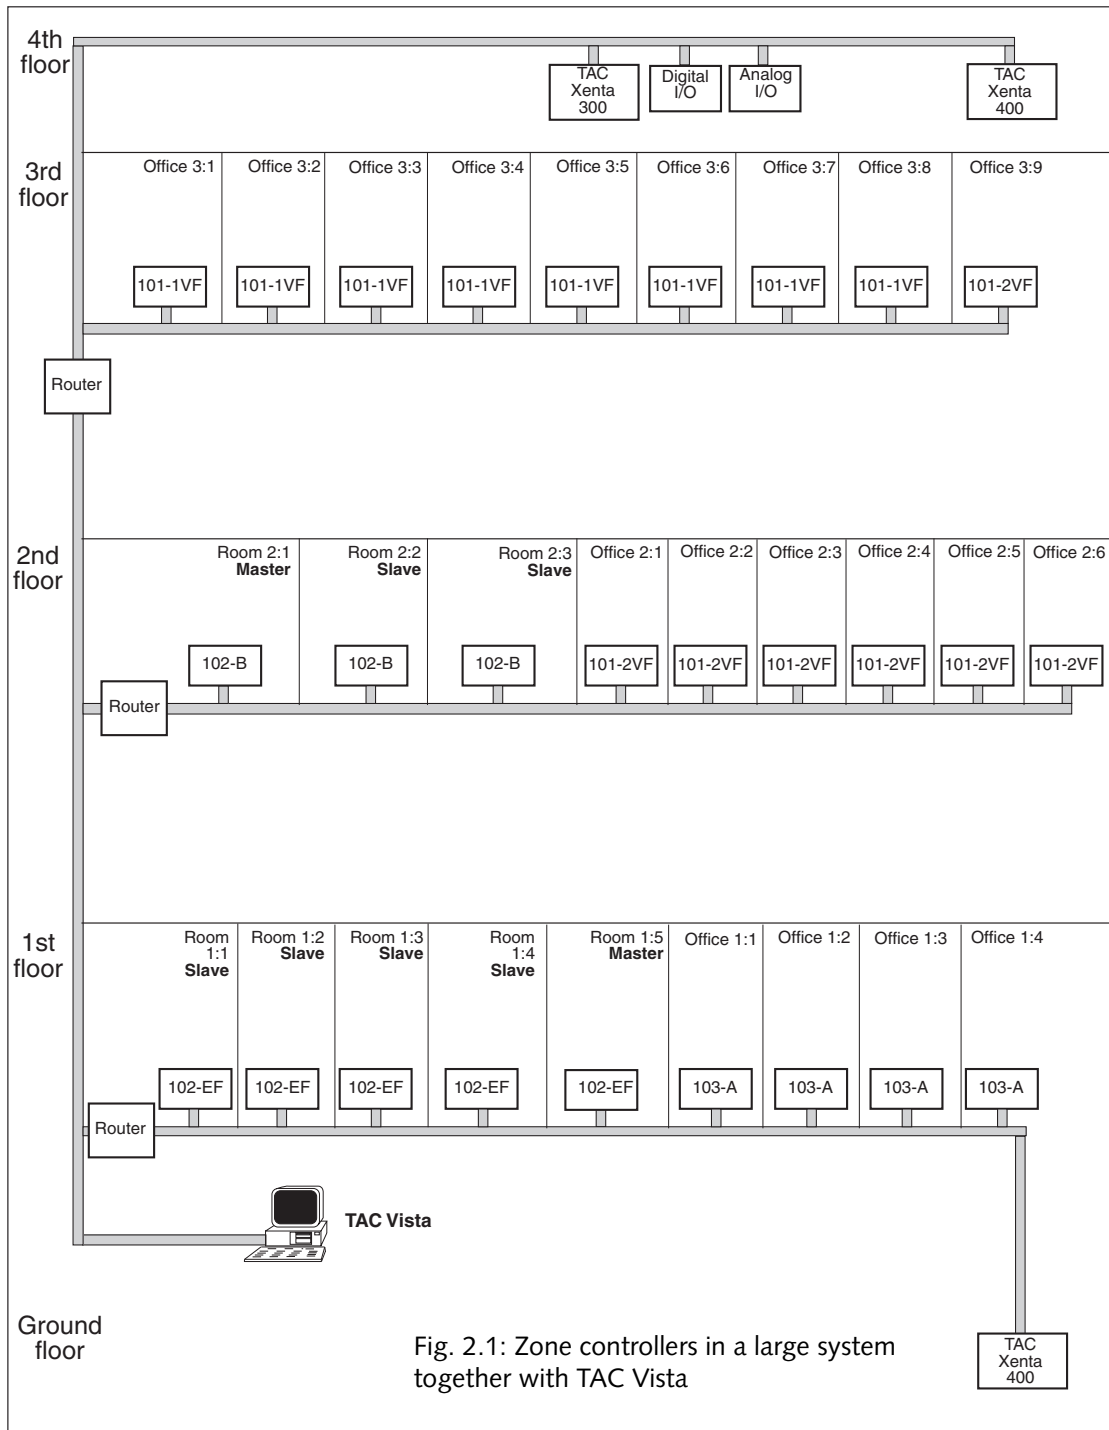 4th
floor
TAC
Xenta
300
Digital
I/O
Analog
I/O
TAC
Xenta
400
3rd
floor
Office 3:1
Office 3:2
Office 3:3
Office 3:4
Office 3:5
Office 3:6
Office 3:7
Office 3:8
Office 3:9
101-1VF
101-1VF
101-1VF
101-1VF
101-1VF
101-1VF
101-1VF
101-1VF
101-2VF
Router
2nd
floor
Room 2:1
Master
Room 2:2
Slave
Room 2:3
Slave
Office 2:1
Office 2:2
Office 2:3
Office 2:4
Office 2:5
Office 2:6
102-B
102-B
102-B
101-2VF
101-2VF
101-2VF
101-2VF
101-2VF
101-2VF
Router
1st
floor
Room
1:1
Slave
Room 1:2
Slave
Room 1:3
Slave
Room
1:4
Slave
Room 1:5
Master
Office 1:1
Office 1:2
Office 1:3
Office 1:4
102-EF
102-EF
102-EF
102-EF
102-EF
103-A
103-A
103-A
103-A
Router
TAC Vista
Ground
floor
TAC
Xenta
400
Fig. 2.1: Zone controllers in a large system
together with TAC Vista